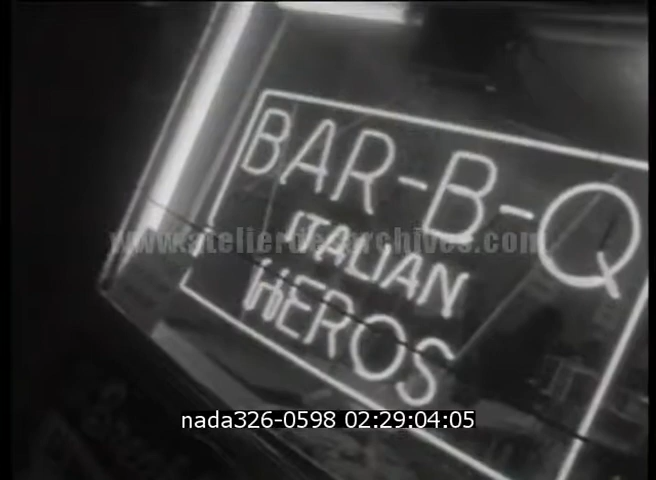 BAR-B-Q
ITALIAN
HEROS
www.atelierdesarchives.com
nada326-0598 02:29:04:05